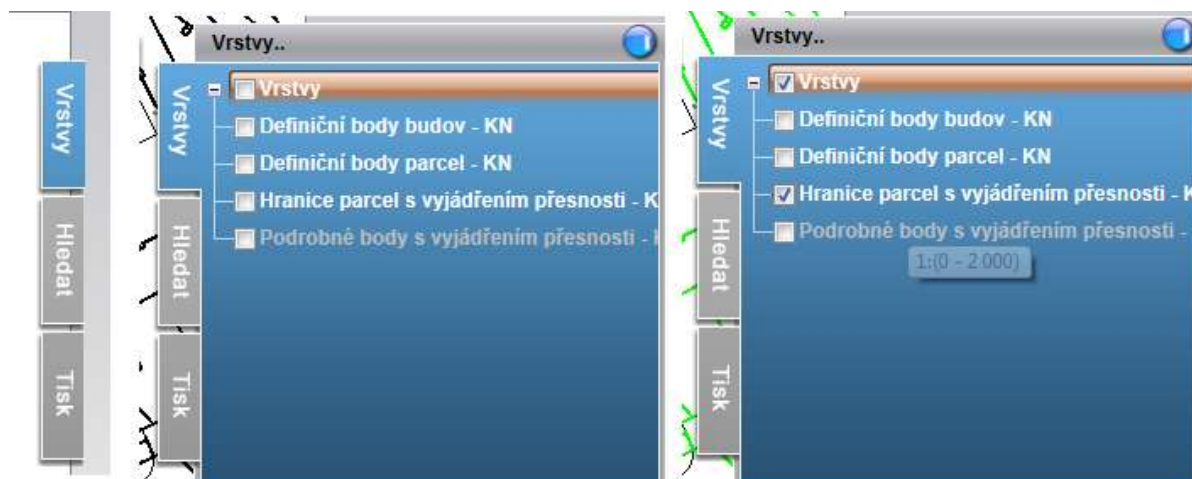 Vrstvy
Hledat
Tisk
Vrstvy..
Vrstvy
Hledat
Tisk
Vrstvy
Definiční body budov - KN
Definiční body parcel - KN
Hranice parcel s vyjádřením přesnosti - K
Podrobné body s vyjádřením přesnosti -
Vrstvy..
Vrstvy
Hledat
Tisk
Vrstvy
Definiční body budov - KN
Definiční body parcel - KN
Hranice parcel s vyjádřením přesnosti - K
Podrobné body s vyjádřením přesnosti -
1:(0 - 2 000)